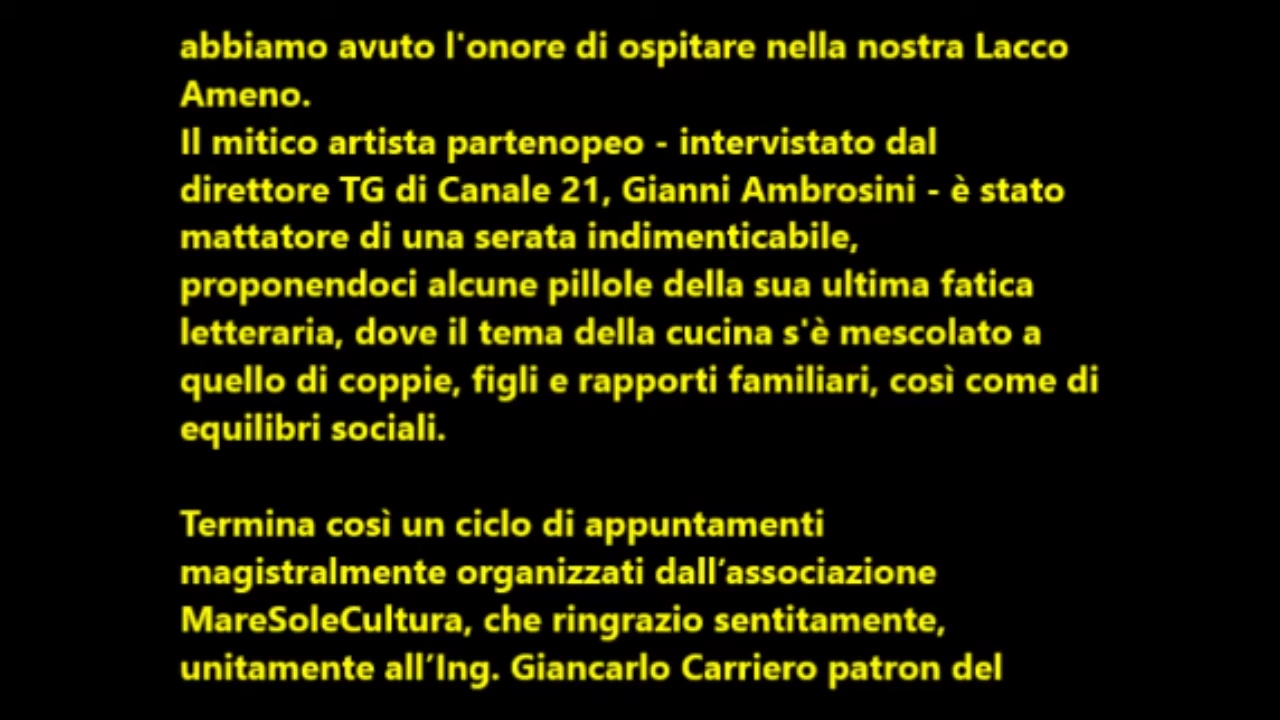 abbiamo avuto l'onore di ospitare nella nostra Lacco
Ameno.
Il mitico artista partenopeo - intervistato dal
direttore TG di Canale 21, Gianni Ambrosini - è stato
mattatore di una serata indimenticabile,
proponendoci alcune pillole della sua ultima fatica
letteraria, dove il tema della cucina s'è mescolato a
quello di coppie, figli e rapporti familiari, così come di
equilibri sociali.

Termina così un ciclo di appuntamenti
magistralmente organizzati dall’associazione
MareSoleCultura, che ringrazio sentitamente,
unitamente all’Ing. Giancarlo Carriero patron del